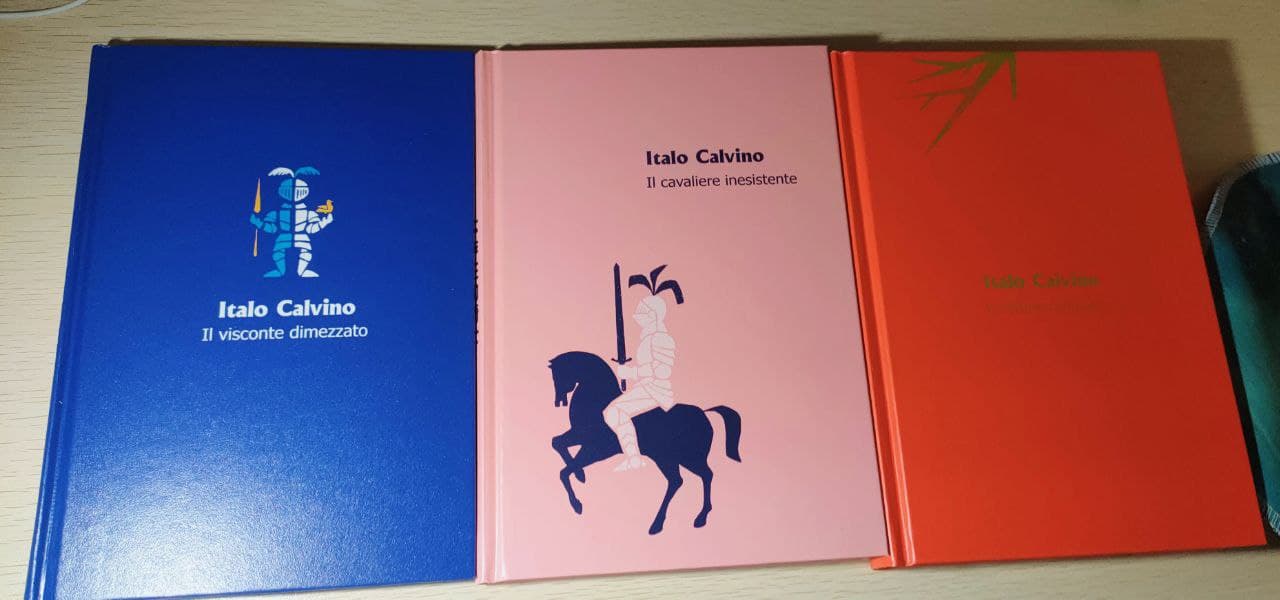 Italo Calvino
Il visconte dimezzato
Italo Calvino
Il cavaliere inesistente
Italo Calvino